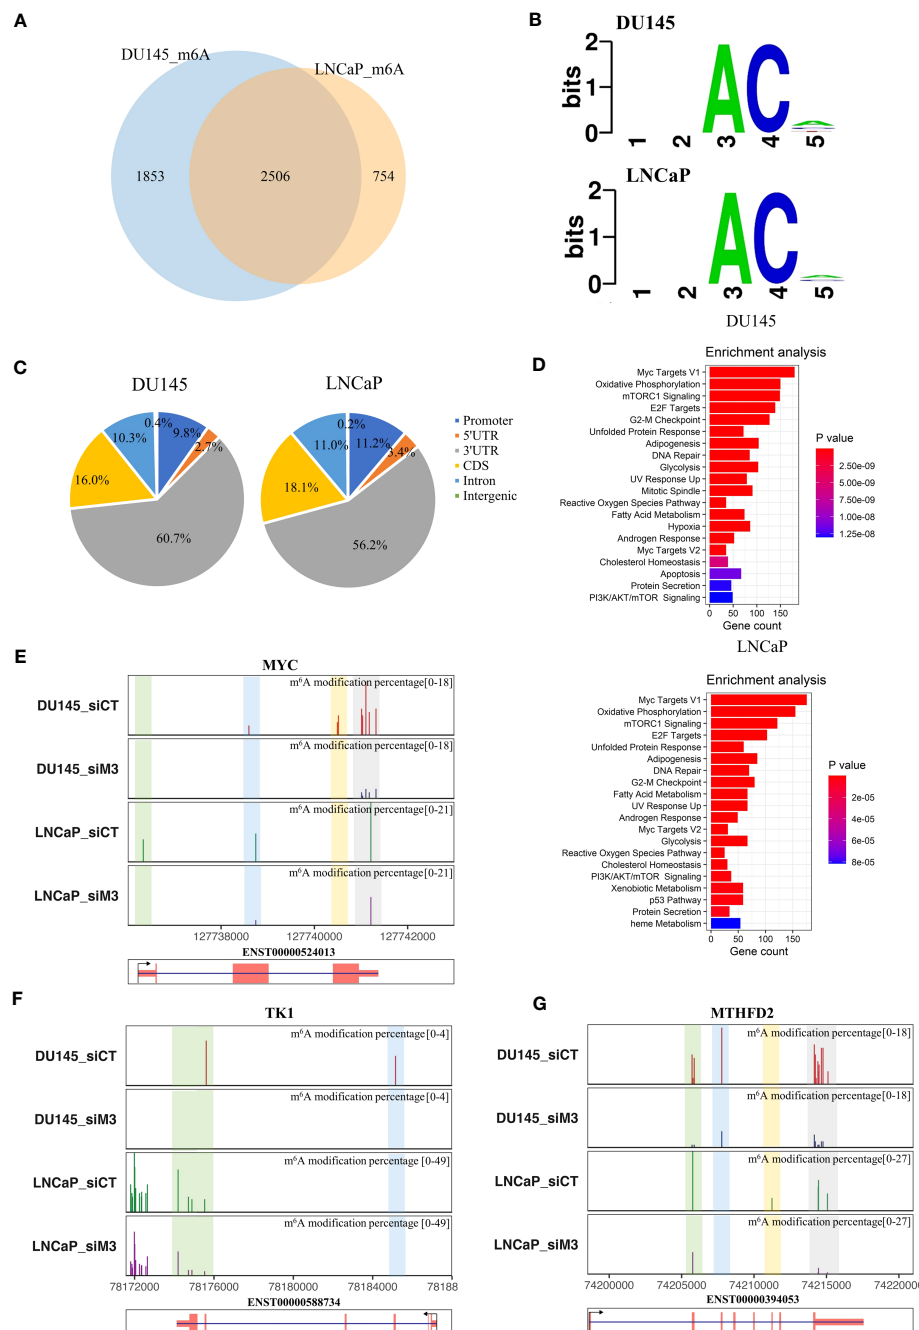 A
DU145_m6A
LNCaP_m6A
1853
2506
754
B
DU145
bits
2
1
0
AC
1 2 3 4 5
LNCaP
bits
2
1
0
AC
1 2 3 4 5
C
DU145
0.4%
9.8%
2.7%
10.3%
16.0%
60.7%
LNCaP
0.2%
11.2%
3.4%
11.0%
18.1%
56.2%
Promoter
5'UTR
3'UTR
CDS
Intron
Intergenic
D
DU145
Enrichment analysis
Myc Targets V1
Oxidative Phosphorylation
mTORC1 Signaling
E2F Targets
G2-M Checkpoint
Unfolded Protein Response
Adipogenesis
DNA Repair
Glycolysis
UV Response Up
Mitotic Spindle
Reactive Oxygen Species Pathway
Fatty Acid Metabolism
Hypoxia
Androgen Response
Myc Targets V2
Cholesterol Homeostasis
Apoptosis
Protein Secretion
PI3K/AKT/mTOR Signaling
0 50 100 150
Gene count
P value
2.50e-09
5.00e-09
7.50e-09
1.00e-08
1.25e-08
LNCaP
Enrichment analysis
Myc Targets V1
Oxidative Phosphorylation
mTORC1 Signaling
E2F Targets
Unfolded Protein Response
Adipogenesis
DNA Repair
G2-M Checkpoint
Fatty Acid Metabolism
UV Response Up
Androgen Response
Myc Targets V2
Glycolysis
Reactive Oxygen Species Pathway
Cholesterol Homeostasis
PI3K/AKT/mTOR Signaling
Xenobiotic Metabolism
p53 Pathway
Protein Secretion
heme Metabolism
0 50 100 150
Gene count
P value
2e-05
4e-05
6e-05
8e-05
E
MYC
DU145_siCT
m⁶A modification percentage[0-18]
DU145_siM3
m⁶A modification percentage[0-18]
LNCaP_siCT
m⁶A modification percentage[0-21]
LNCaP_siM3
m⁶A modification percentage[0-21]
127738000 127740000 127742000
ENST00000524013
F
TK1
DU145_siCT
m⁶A modification percentage[0-4]
DU145_siM3
m⁶A modification percentage[0-4]
LNCaP_siCT
m⁶A modification percentage [0-49]
LNCaP_siM3
m⁶A modification percentage [0-49]
78172000 78176000 78180000 78184000 78188
ENST00000588734
G
MTHFD2
DU145_siCT
m⁶A modification percentage[0-18]
DU145_siM3
m⁶A modification percentage[0-18]
LNCaP_siCT
m⁶A modification percentage[0-27]
LNCaP_siM3
m⁶A modification percentage[0-27]
74200000 74205000 74210000 74215000 7422000
ENST00000394053